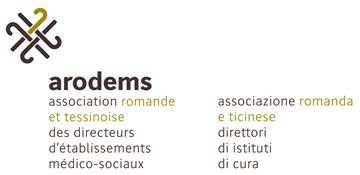 arodems
association romande
et tessinoise
des directeurs
d'établissements
médico-sociaux
associazione romanda
e ticinese
direttori
di istituti
di cura